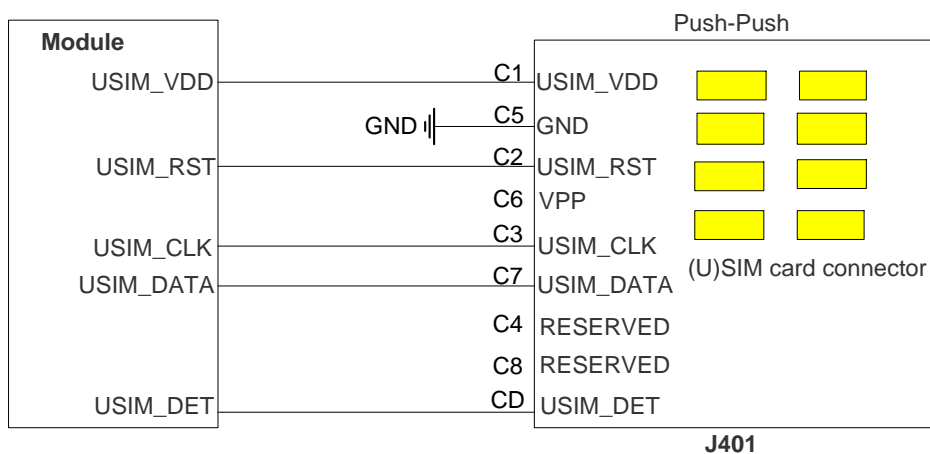 Push-Push
Module
USIM_VDD C1 USIM_VDD
GND C5 GND
USIM_RST C2 USIM_RST
C6 VPP
USIM_CLK C3 USIM_CLK
(U)SIM card connector
USIM_DATA C7 USIM_DATA
C4 RESERVED
C8 RESERVED
USIM_DET CD USIM_DET
J401